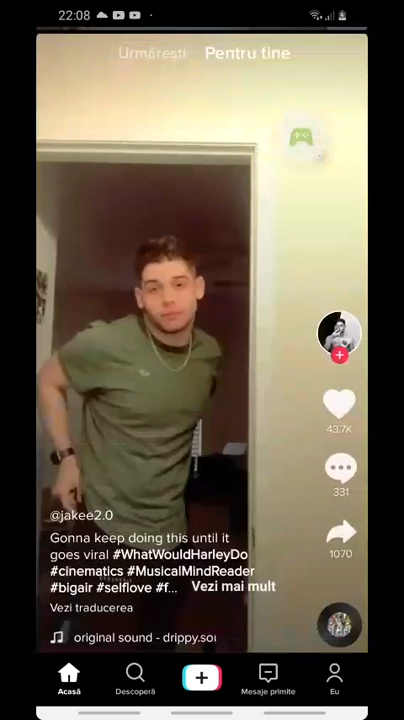 22:08
Urmărești Pentru tine
43.7K
331
1070
@jakee2.0
Gonna keep doing this until it
goes viral #WhatWouldHarleyDo
#cinematics #MusicalMindReader
#bigair #selflove #f... Vezi mai mult
Vezi traducerea
original sound - drippy.sou
Acasă Descoperă Mesaje primite Eu